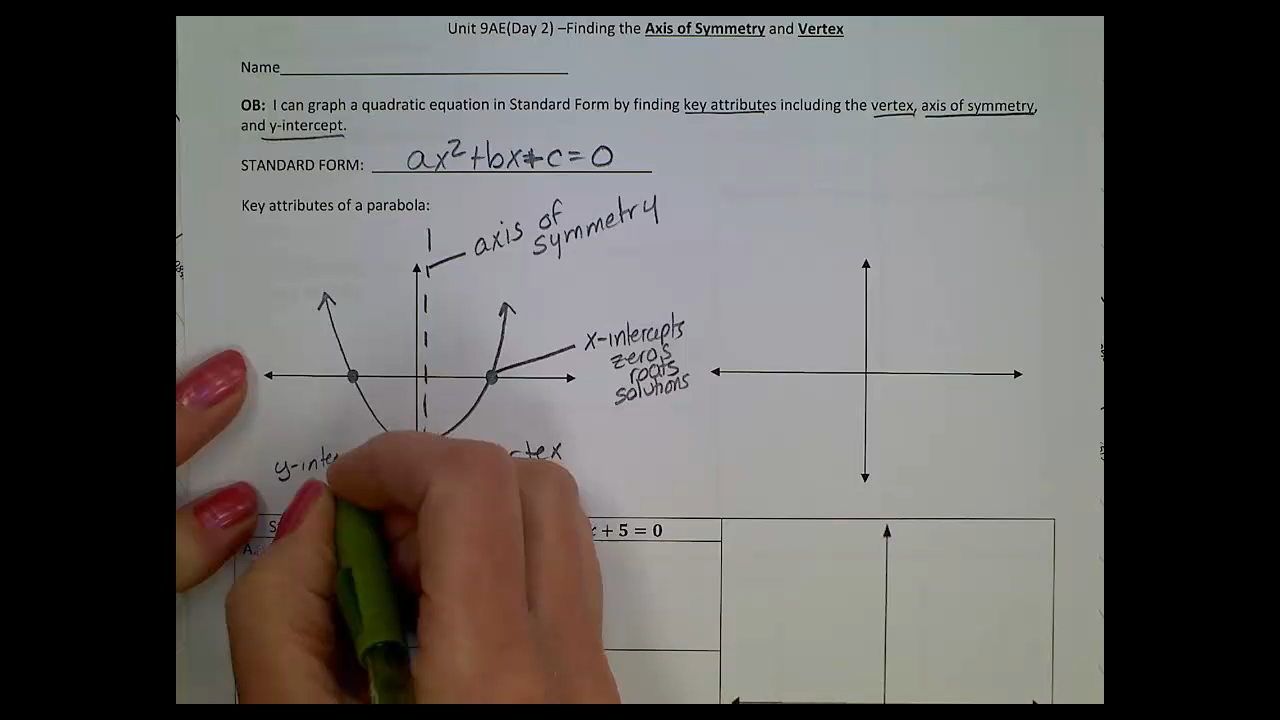 Unit 9AE(Day 2) –Finding the Axis of Symmetry and Vertex
Name
OB: I can graph a quadratic equation in Standard Form by finding key attributes including the vertex, axis of symmetry,
and y-intercept.
STANDARD FORM: ax²+bx+c=0
Key attributes of a parabola:
axis of
symmetry
x-intercepts
zeros
roots
solutions
y-inte
tex
+ 5 = 0
A.